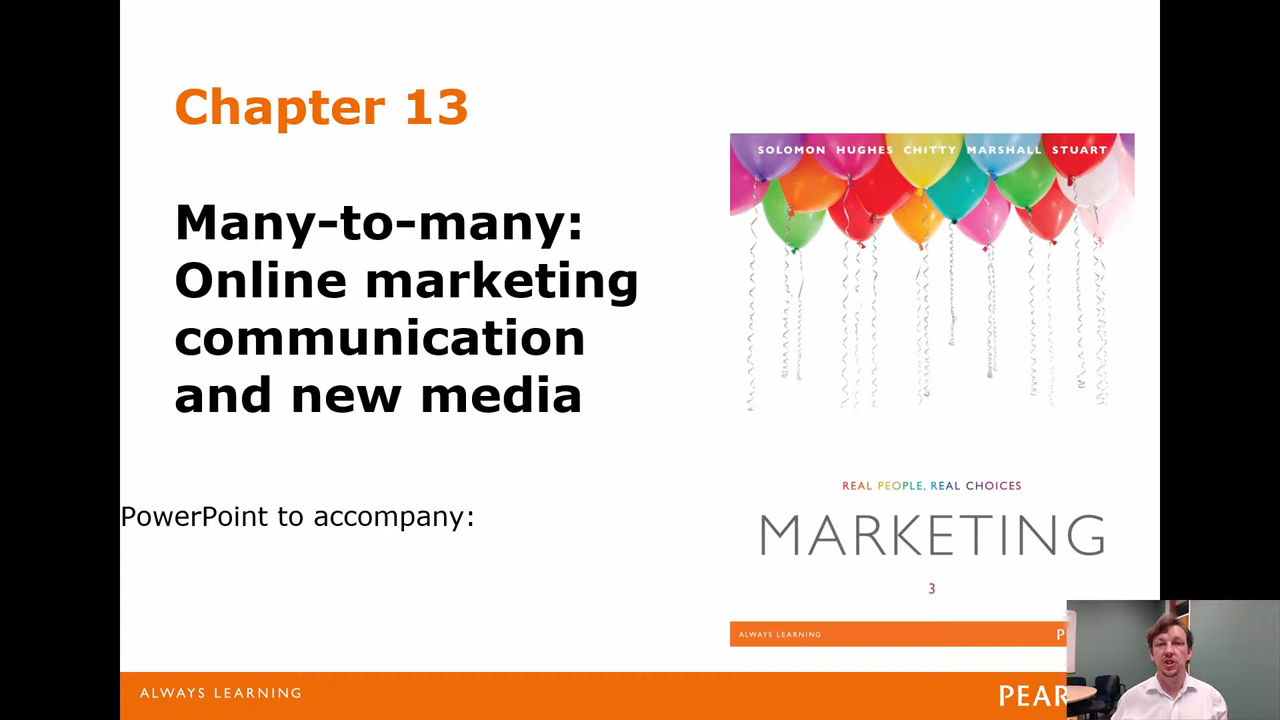 Chapter 13
Many-to-many:
Online marketing
communication
and new media
PowerPoint to accompany:
SOLOMON HUGHES CHITTY MARSHALL STUART
REAL PEOPLE, REAL CHOICES
MARKETING
3
ALWAYS LEARNING
ALWAYS LEARNING